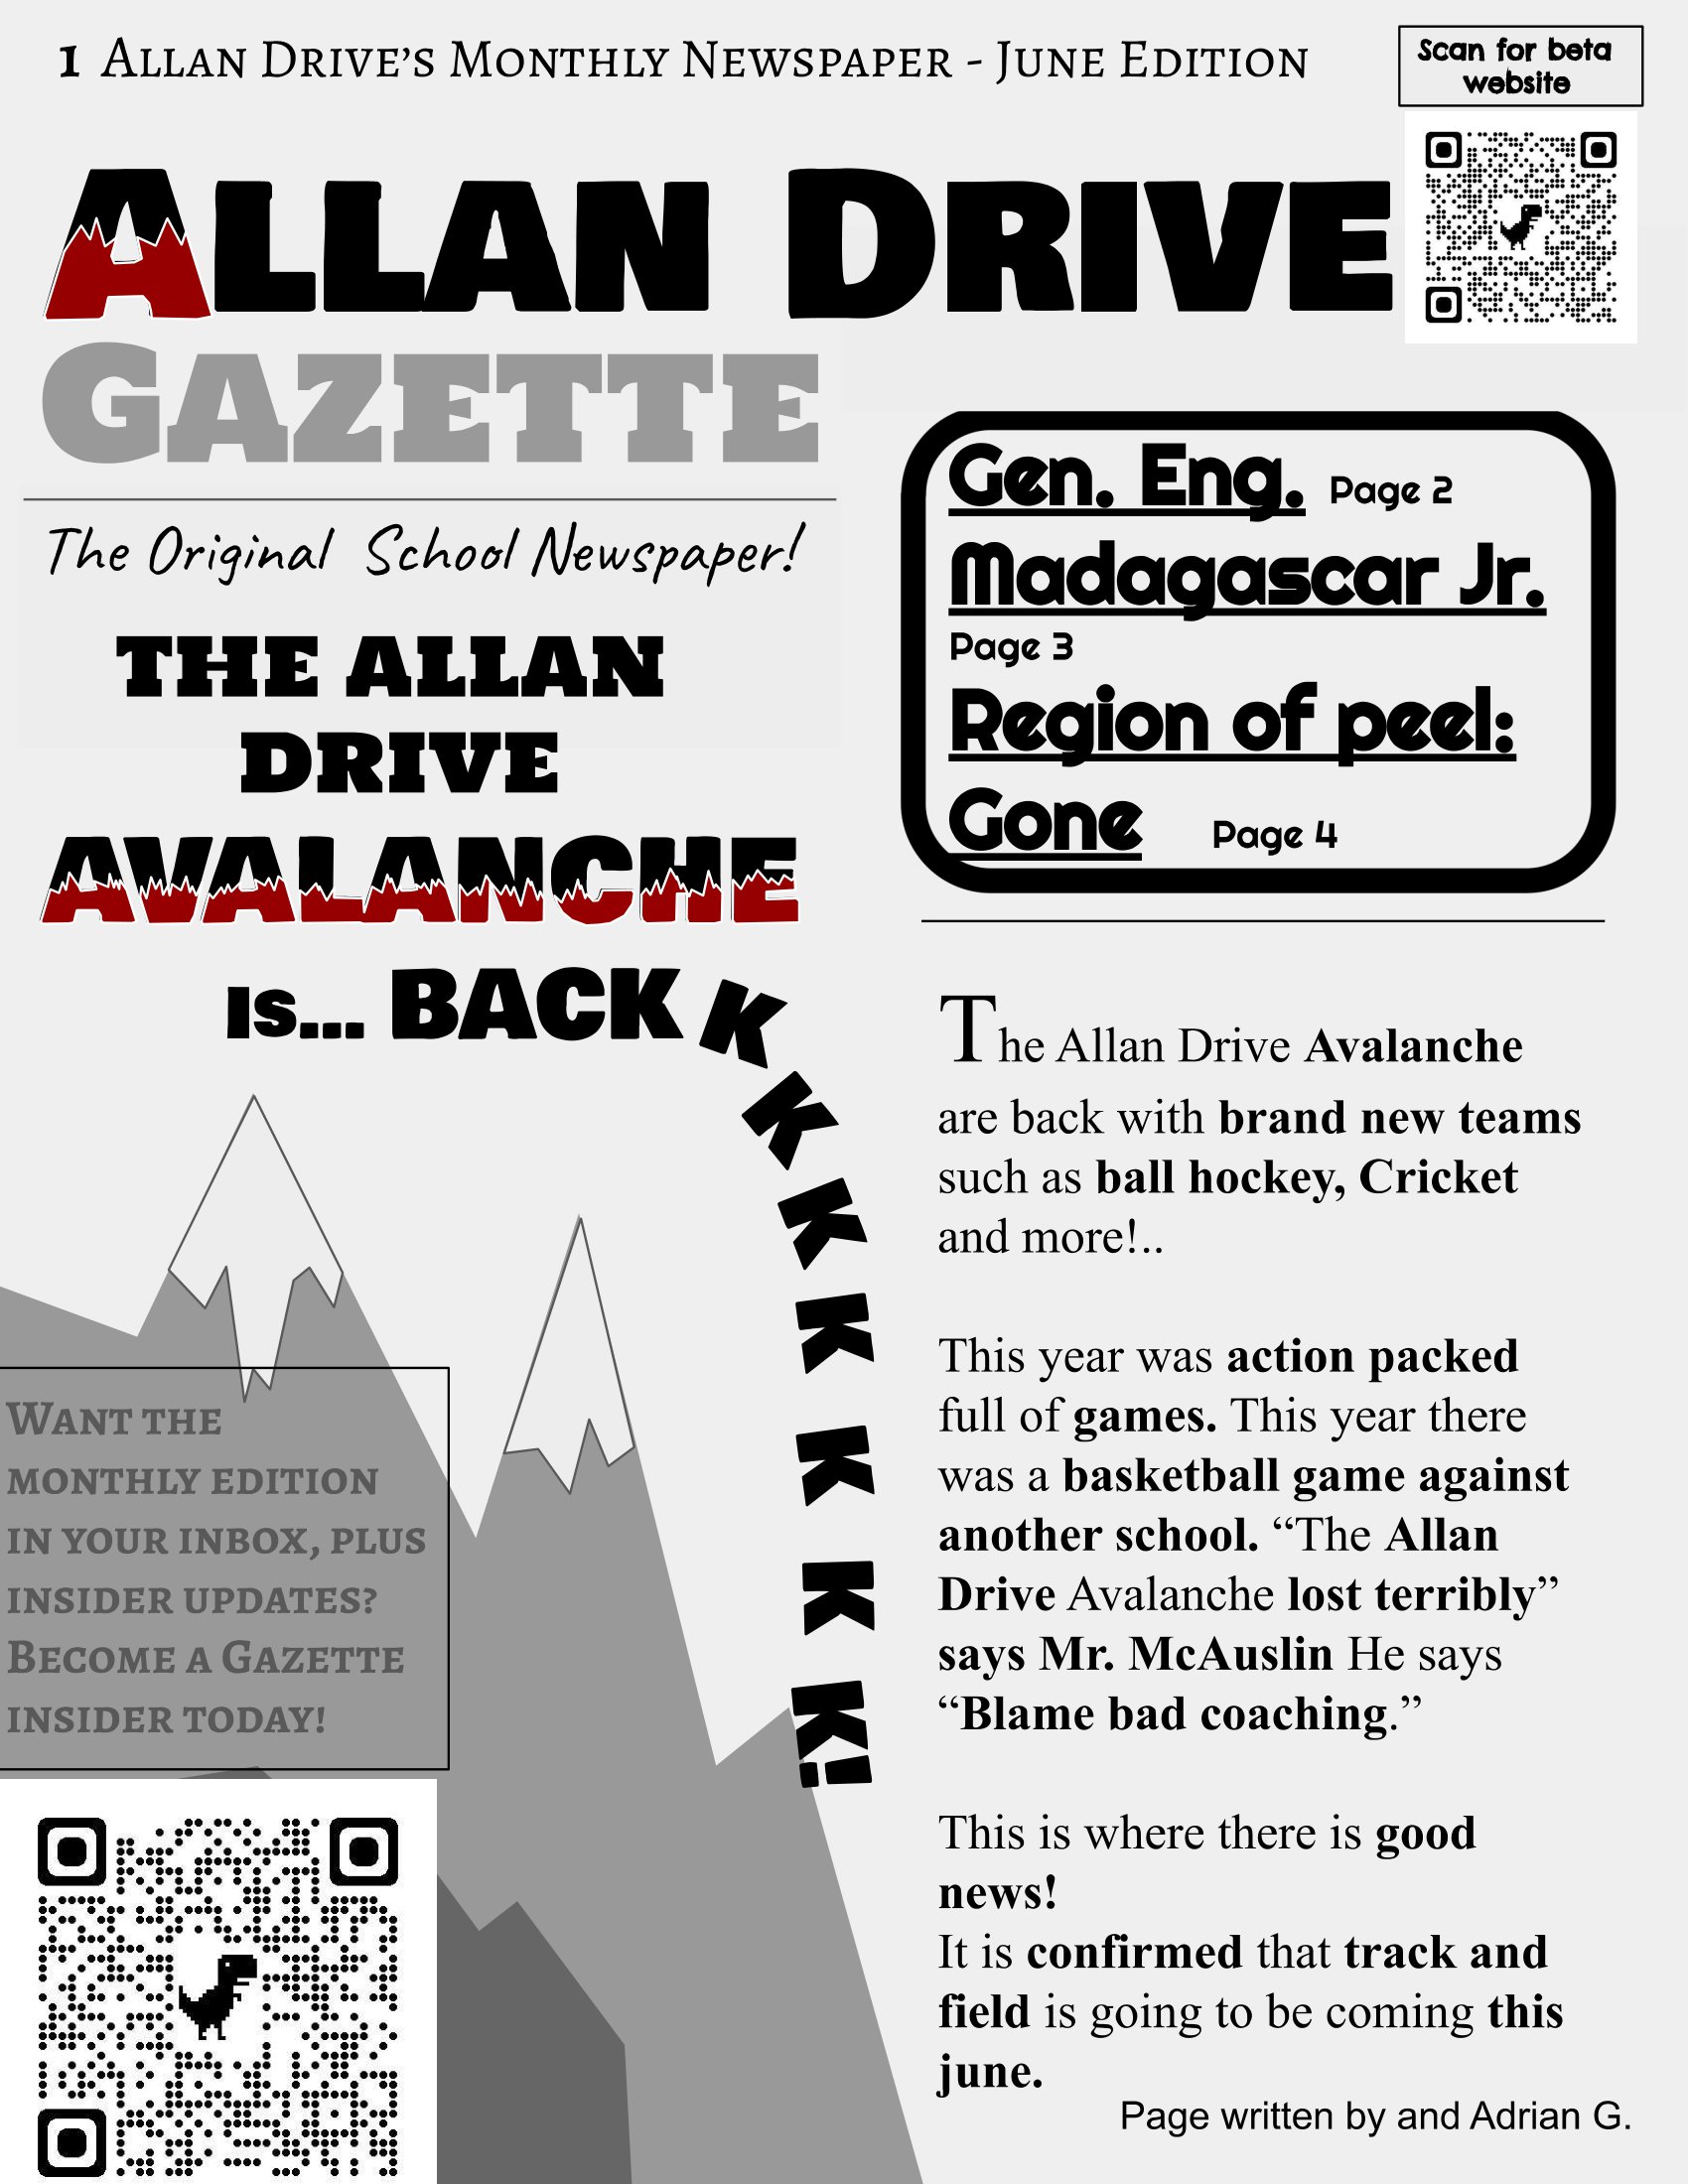 1 Allan Drive’s Monthly Newspaper - June Edition
Scan for beta
website
Allan Drive
Gazette
The Original School Newspaper!
Gen. Eng. Page 2
Madagascar Jr.
Page 3
Region of peel:
Gone Page 4
THE ALLAN
DRIVE
AVALANCHE
is... BACK K K K K K K K!
The Allan Drive Avalanche
are back with brand new teams
such as ball hockey, Cricket
and more!..
This year was action packed
full of games. This year there
was a basketball game against
another school. “The Allan
Drive Avalanche lost terribly”
says Mr. McAuslin He says
“Blame bad coaching.”
This is where there is good
news!
It is confirmed that track and
field is going to be coming this
june.
Page written by and Adrian G.
Want the
monthly edition
in your inbox, plus
insider updates?
Become a Gazette
insider today!